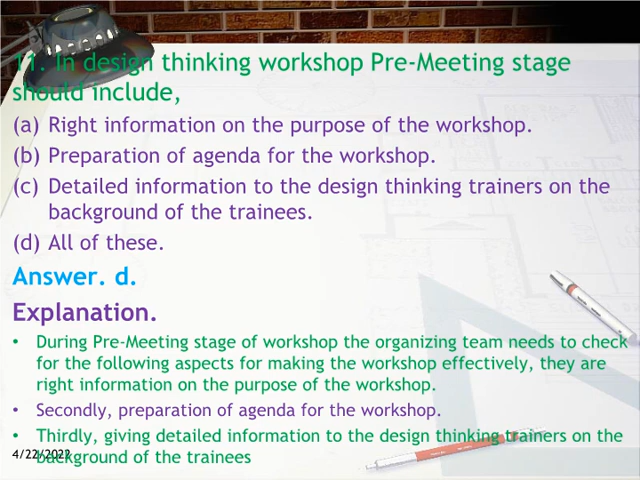 11. In design thinking workshop Pre-Meeting stage
should include,
(a) Right information on the purpose of the workshop.
(b) Preparation of agenda for the workshop.
(c) Detailed information to the design thinking trainers on the
background of the trainees.
(d) All of these.
Answer. d.
Explanation.
• During Pre-Meeting stage of workshop the organizing team needs to check
for the following aspects for making the workshop effectively, they are
right information on the purpose of the workshop.
• Secondly, preparation of agenda for the workshop.
• Thirdly, giving detailed information to the design thinking trainers on the
background of the trainees
4/22/2022